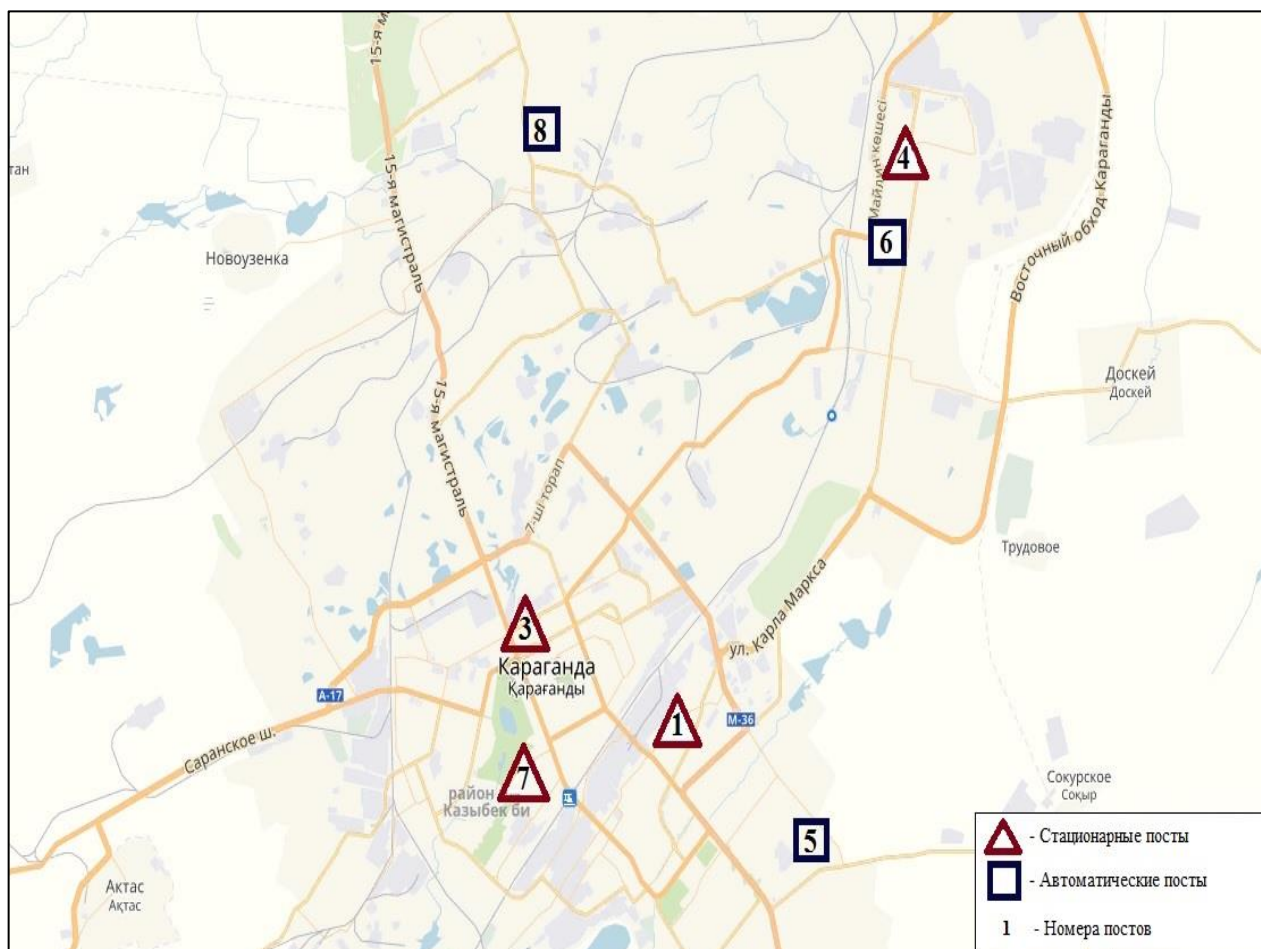 15-я ма
8
4
Майлин көшесі
тан
15-я магистраль
6
Новоузенка
Восточный обход Караганды
15-я магистраль
Доскей
Доскей
7-ші торап
Трудовое
3
ул. Карла Маркса
Караганда
Қарағанды
А-17
1
М-36
Саранское ш.
7
район
Казыбек би
Сокурское
Соқыр
5
Актас
Ақтас
- Стационарные посты
- Автоматические посты
1 - Номера постов